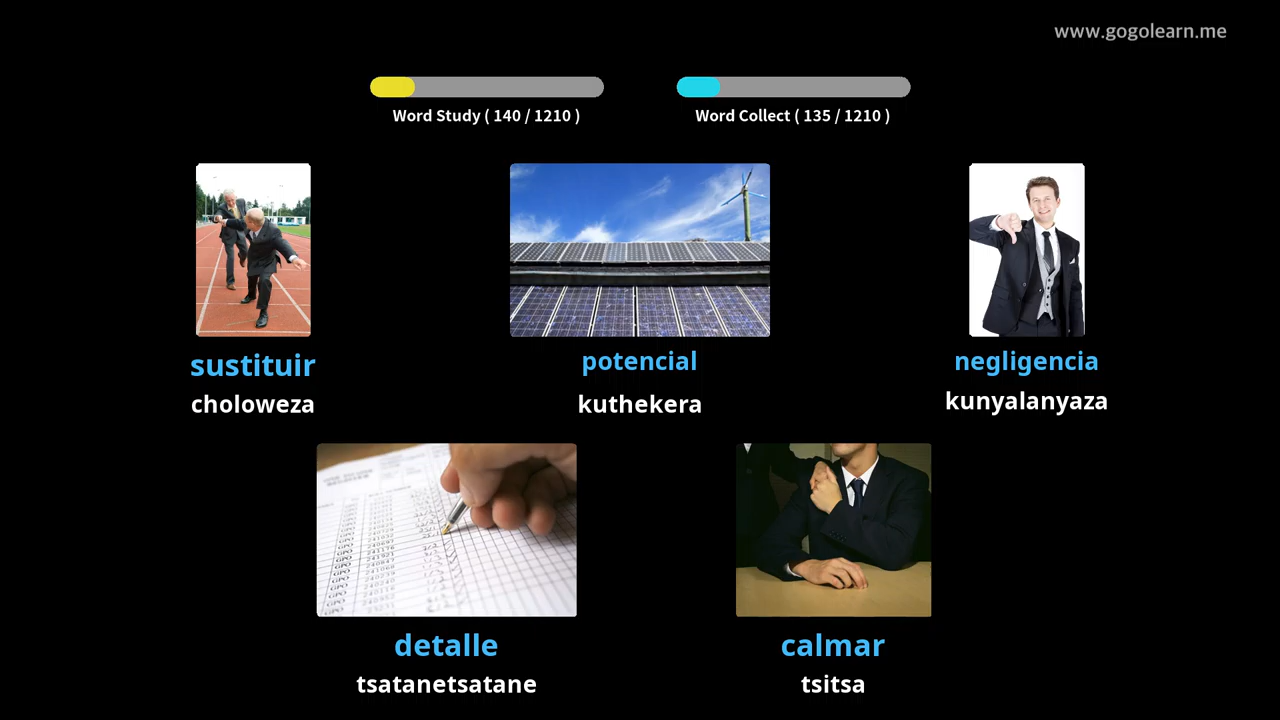 www.gogolearn.me
Word Study ( 140 / 1210 )
Word Collect ( 135 / 1210 )
sustituir
choloweza
potencial
kuthekera
negligencia
kunyalanyaza
detalle
tsatanetsatane
calmar
tsitsa